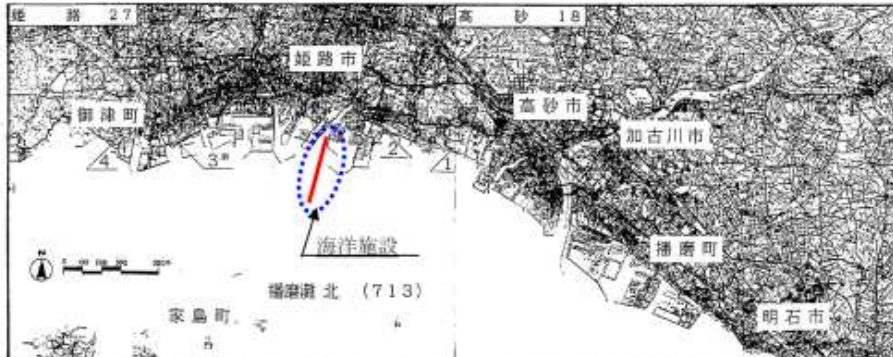 姫路 27
高砂 18
姫路市
御津町
高砂市
加古川市
4
3
2
1
海洋施設
播磨町
N
播磨灘北 (713)
家島町
明石市